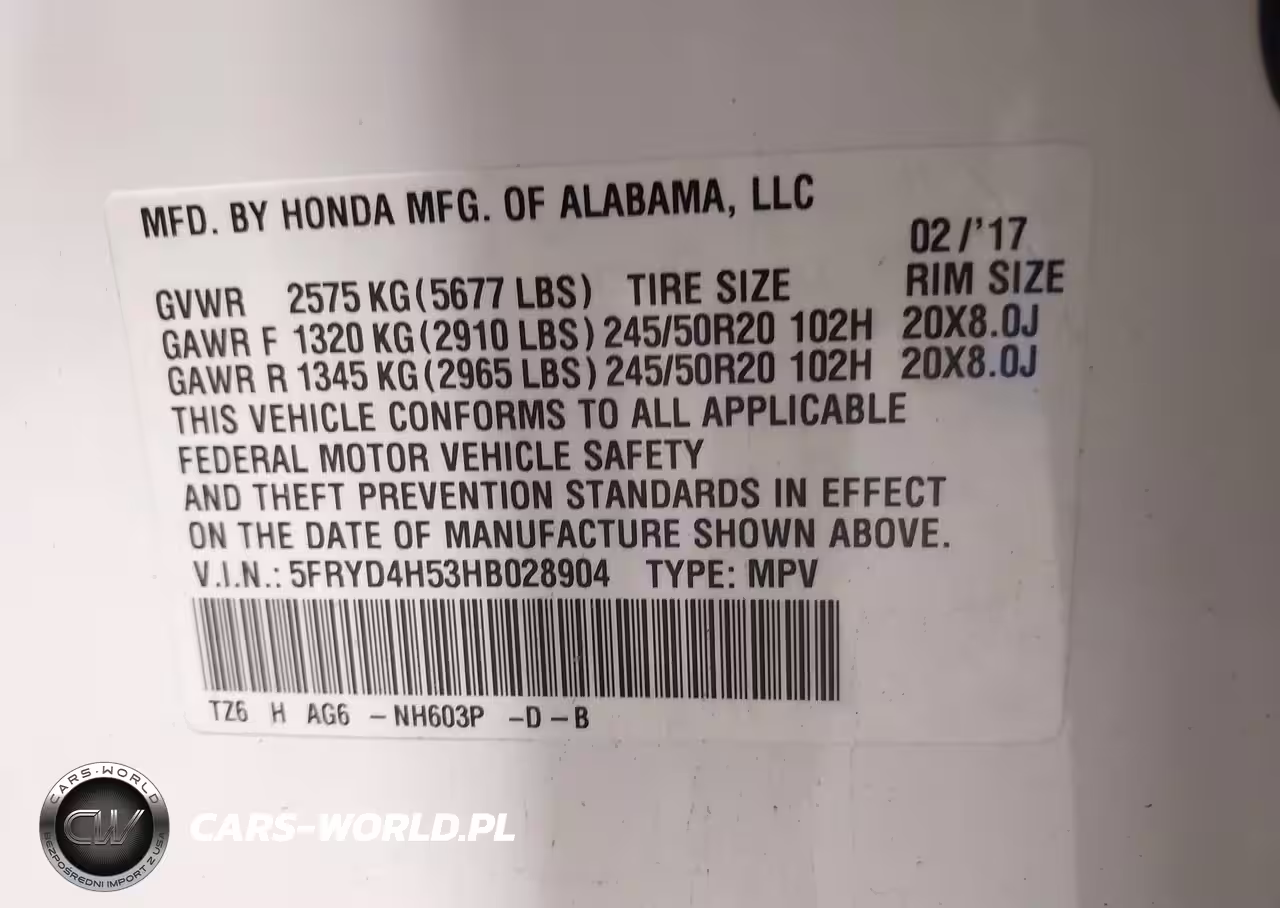 MFD. BY HONDA MFG. OF ALABAMA, LLC
02/'17
GVWR 2575 KG(5677 LBS) TIRE SIZE RIM SIZE
GAWR F 1320 KG(2910 LBS) 245/50R20 102H 20X8.0J
GAWR R 1345 KG(2965 LBS) 245/50R20 102H 20X8.0J
THIS VEHICLE CONFORMS TO ALL APPLICABLE
FEDERAL MOTOR VEHICLE SAFETY
AND THEFT PREVENTION STANDARDS IN EFFECT
ON THE DATE OF MANUFACTURE SHOWN ABOVE.
V.I.N.: 5FRYD4H53HB028904 TYPE: MPV
TZ6 H AG6 -NH603P -D-B
CARS-WORLD
CW
BEZPOŚREDNI IMPORT Z USA
CARS-WORLD.PL